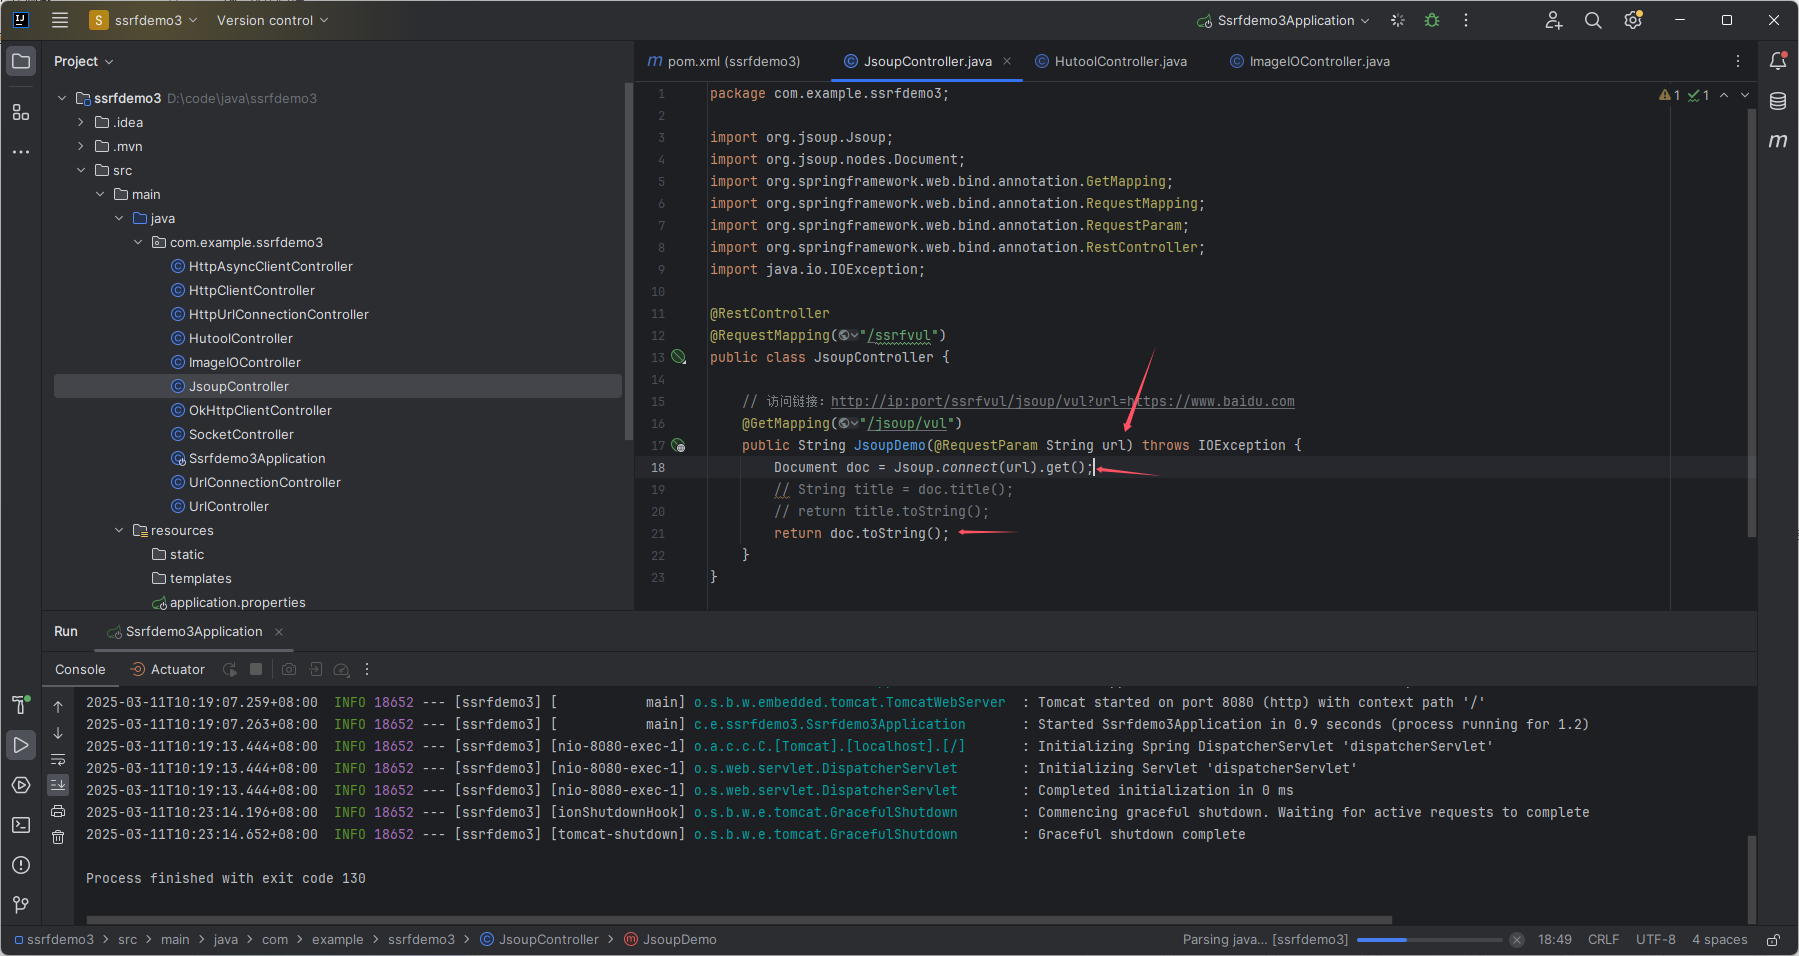 S ssrfdemo3 Version control Ssrfdemo3Application
Project
ssrfdemo3 D:\code\java\ssrfdemo3
.idea
.mvn
src
main
java
com.example.ssrfdemo3
HttpAsyncClientController
HttpClientController
HttpUrlConnectionController
HutoolController
ImageIOController
JsoupController
OkHttpClientController
SocketController
Ssrfdemo3Application
UrlConnectionController
UrlController
resources
static
templates
application.properties
m pom.xml (ssrfdemo3) JsoupController.java HutoolController.java ImageIOController.java
1 package com.example.ssrfdemo3; 1 1
2
3 import org.jsoup.Jsoup;
4 import org.jsoup.nodes.Document;
5 import org.springframework.web.bind.annotation.GetMapping;
6 import org.springframework.web.bind.annotation.RequestMapping;
7 import org.springframework.web.bind.annotation.RequestParam;
8 import org.springframework.web.bind.annotation.RestController;
9 import java.io.IOException;
10
11 @RestController
12 @RequestMapping("/ssrfvul")
13 public class JsoupController {
14
15 // 访问链接：http://ip:port/ssrfvul/jsoup/vul?url=https://www.baidu.com
16 @GetMapping("/jsoup/vul")
17 public String JsoupDemo(@RequestParam String url) throws IOException {
18 Document doc = Jsoup.connect(url).get();
19 // String title = doc.title();
20 // return title.toString();
21 return doc.toString();
22 }
23 }
Run Ssrfdemo3Application
Console Actuator
2025-03-11T10:19:07.259+08:00 INFO 18652 --- [ssrfdemo3] [ main] o.s.b.w.embedded.tomcat.TomcatWebServer : Tomcat started on port 8080 (http) with context path '/'
2025-03-11T10:19:07.263+08:00 INFO 18652 --- [ssrfdemo3] [ main] c.e.ssrfdemo3.Ssrfdemo3Application : Started Ssrfdemo3Application in 0.9 seconds (process running for 1.2)
2025-03-11T10:19:13.444+08:00 INFO 18652 --- [ssrfdemo3] [nio-8080-exec-1] o.a.c.c.C.[Tomcat].[localhost].[/] : Initializing Spring DispatcherServlet 'dispatcherServlet'
2025-03-11T10:19:13.444+08:00 INFO 18652 --- [ssrfdemo3] [nio-8080-exec-1] o.s.web.servlet.DispatcherServlet : Initializing Servlet 'dispatcherServlet'
2025-03-11T10:19:13.444+08:00 INFO 18652 --- [ssrfdemo3] [nio-8080-exec-1] o.s.web.servlet.DispatcherServlet : Completed initialization in 0 ms
2025-03-11T10:23:14.196+08:00 INFO 18652 --- [ssrfdemo3] [ionShutdownHook] o.s.b.w.e.tomcat.GracefulShutdown : Commencing graceful shutdown. Waiting for active requests to complete
2025-03-11T10:23:14.652+08:00 INFO 18652 --- [ssrfdemo3] [tomcat-shutdown] o.s.b.w.e.tomcat.GracefulShutdown : Graceful shutdown complete
Process finished with exit code 130
ssrfdemo3 > src > main > java > com > example > ssrfdemo3 > JsoupController > JsoupDemo Parsing java... [ssrfdemo3] 18:49 CRLF UTF-8 4 spaces